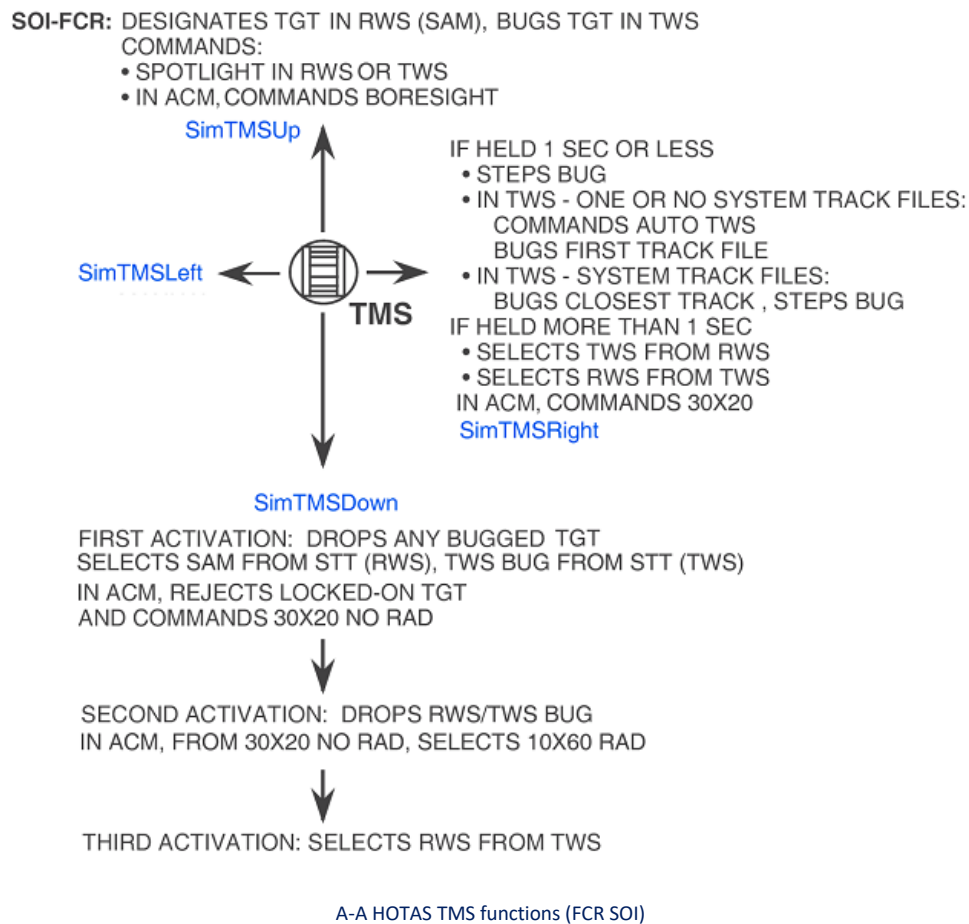 SOI-FCR: DESIGNATES TGT IN RWS (SAM), BUGS TGT IN TWS
COMMANDS:
• SPOTLIGHT IN RWS OR TWS
• IN ACM, COMMANDS BORESIGHT
SimTMSUp
IF HELD 1 SEC OR LESS
• STEPS BUG
• IN TWS - ONE OR NO SYSTEM TRACK FILES:
COMMANDS AUTO TWS
BUGS FIRST TRACK FILE
• IN TWS - SYSTEM TRACK FILES:
BUGS CLOSEST TRACK , STEPS BUG
IF HELD MORE THAN 1 SEC
• SELECTS TWS FROM RWS
• SELECTS RWS FROM TWS
IN ACM, COMMANDS 30X20
SimTMSRight
SimTMSLeft
TMS
SimTMSDown
FIRST ACTIVATION: DROPS ANY BUGGED TGT
SELECTS SAM FROM STT (RWS), TWS BUG FROM STT (TWS)
IN ACM, REJECTS LOCKED-ON TGT
AND COMMANDS 30X20 NO RAD
SECOND ACTIVATION: DROPS RWS/TWS BUG
IN ACM, FROM 30X20 NO RAD, SELECTS 10X60 RAD
THIRD ACTIVATION: SELECTS RWS FROM TWS
A-A HOTAS TMS functions (FCR SOI)